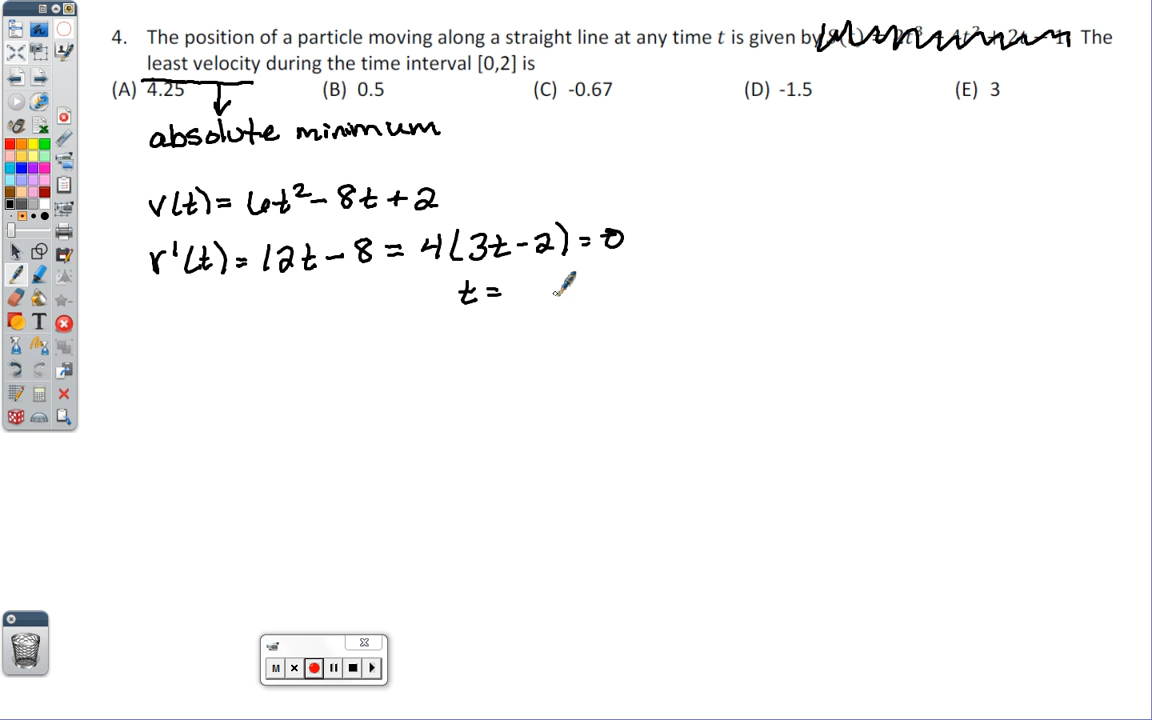 4. The position of a particle moving along a straight line at any time t is given by The
least velocity during the time interval [0,2] is
(A) 4.25 (B) 0.5 (C) -0.67 (D) -1.5 (E) 3
absolute minimum
v(t) = 6t² - 8t + 2
v'(t) = 12t - 8 = 4(3t - 2) = 0
t =